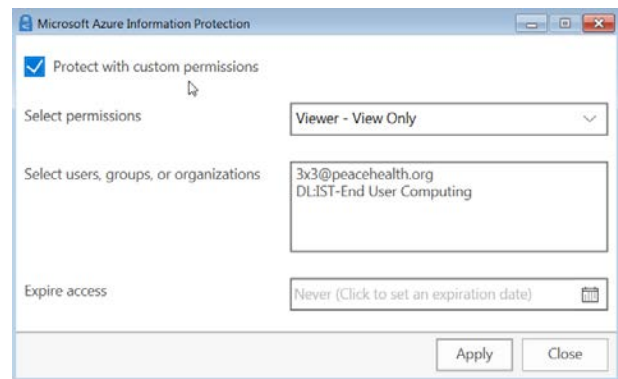 Microsoft Azure Information Protection
Protect with custom permissions
Select permissions
Viewer - View Only
Select users, groups, or organizations
3x3@peacehealth.org
DL:IST-End User Computing
Expire access
Never (Click to set an expiration date)
Apply
Close